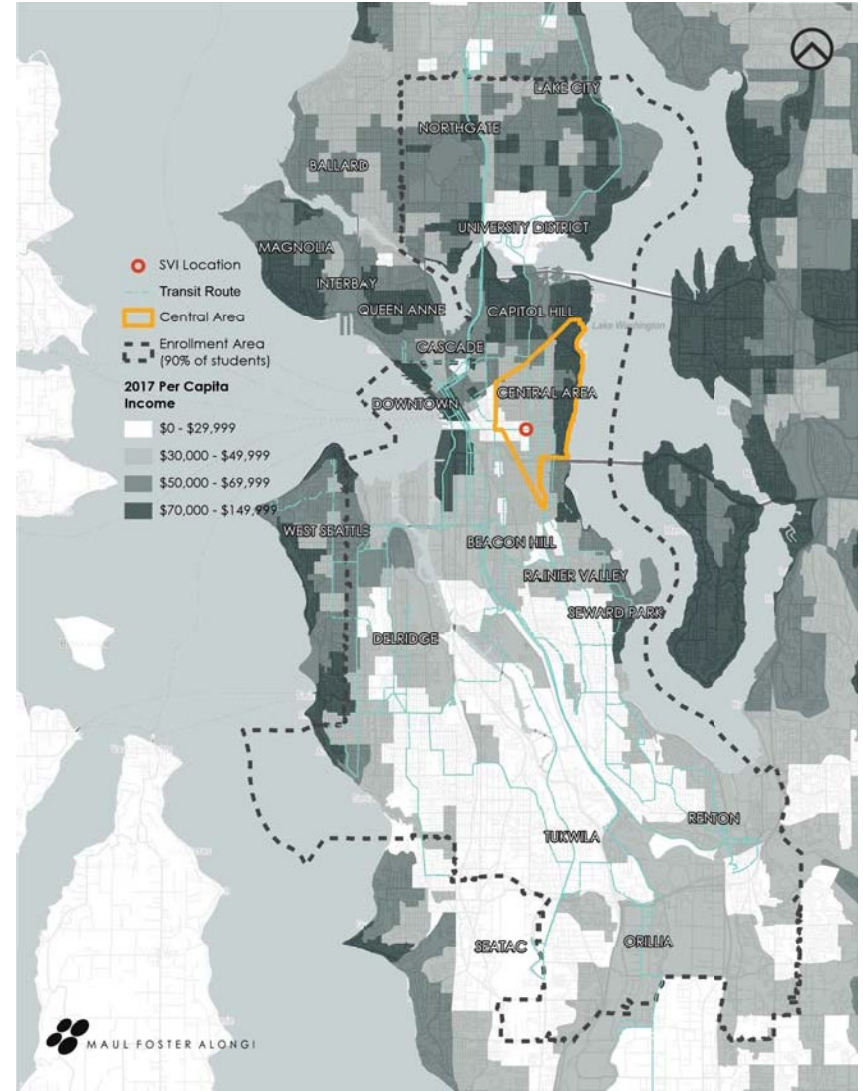 LAKE CITY
NORTHGATE
BALLARD
UNIVERSITY DISTRICT
MAGNOLIA
INTERBAY
QUEEN ANNE
CAPITOL HILL
Lake Washington
CASCADE
CENTRAL AREA
DOWNTOWN
SVI Location
Transit Route
Central Area
Enrollment Area
(90% of students)
2017 Per Capita
Income
$0 - $29,999
$30,000 - $49,999
$50,000 - $69,999
$70,000 - $149,999
WEST SEATTLE
BEACON HILL
RAINIER VALLEY
SEWARD PARK
DELRIDGE
RENTON
TUKWILA
SEATAC
ORILLIA
MAUL FOSTER ALONGI